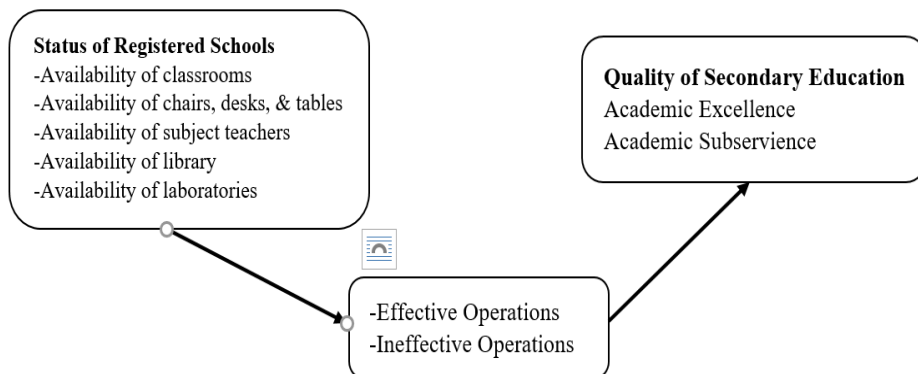 Status of Registered Schools
-Availability of classrooms
-Availability of chairs, desks, & tables
-Availability of subject teachers
-Availability of library
-Availability of laboratories
Quality of Secondary Education
Academic Excellence
Academic Subservience
-Effective Operations
-Ineffective Operations